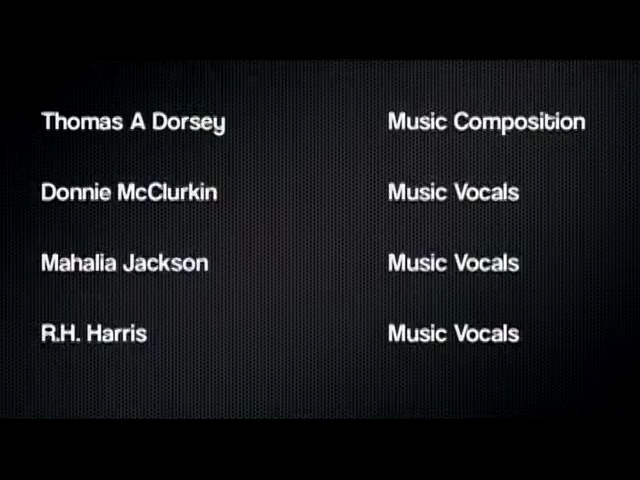 Thomas A Dorsey Music Composition
Donnie McClurkin Music Vocals
Mahalia Jackson Music Vocals
R.H. Harris Music Vocals